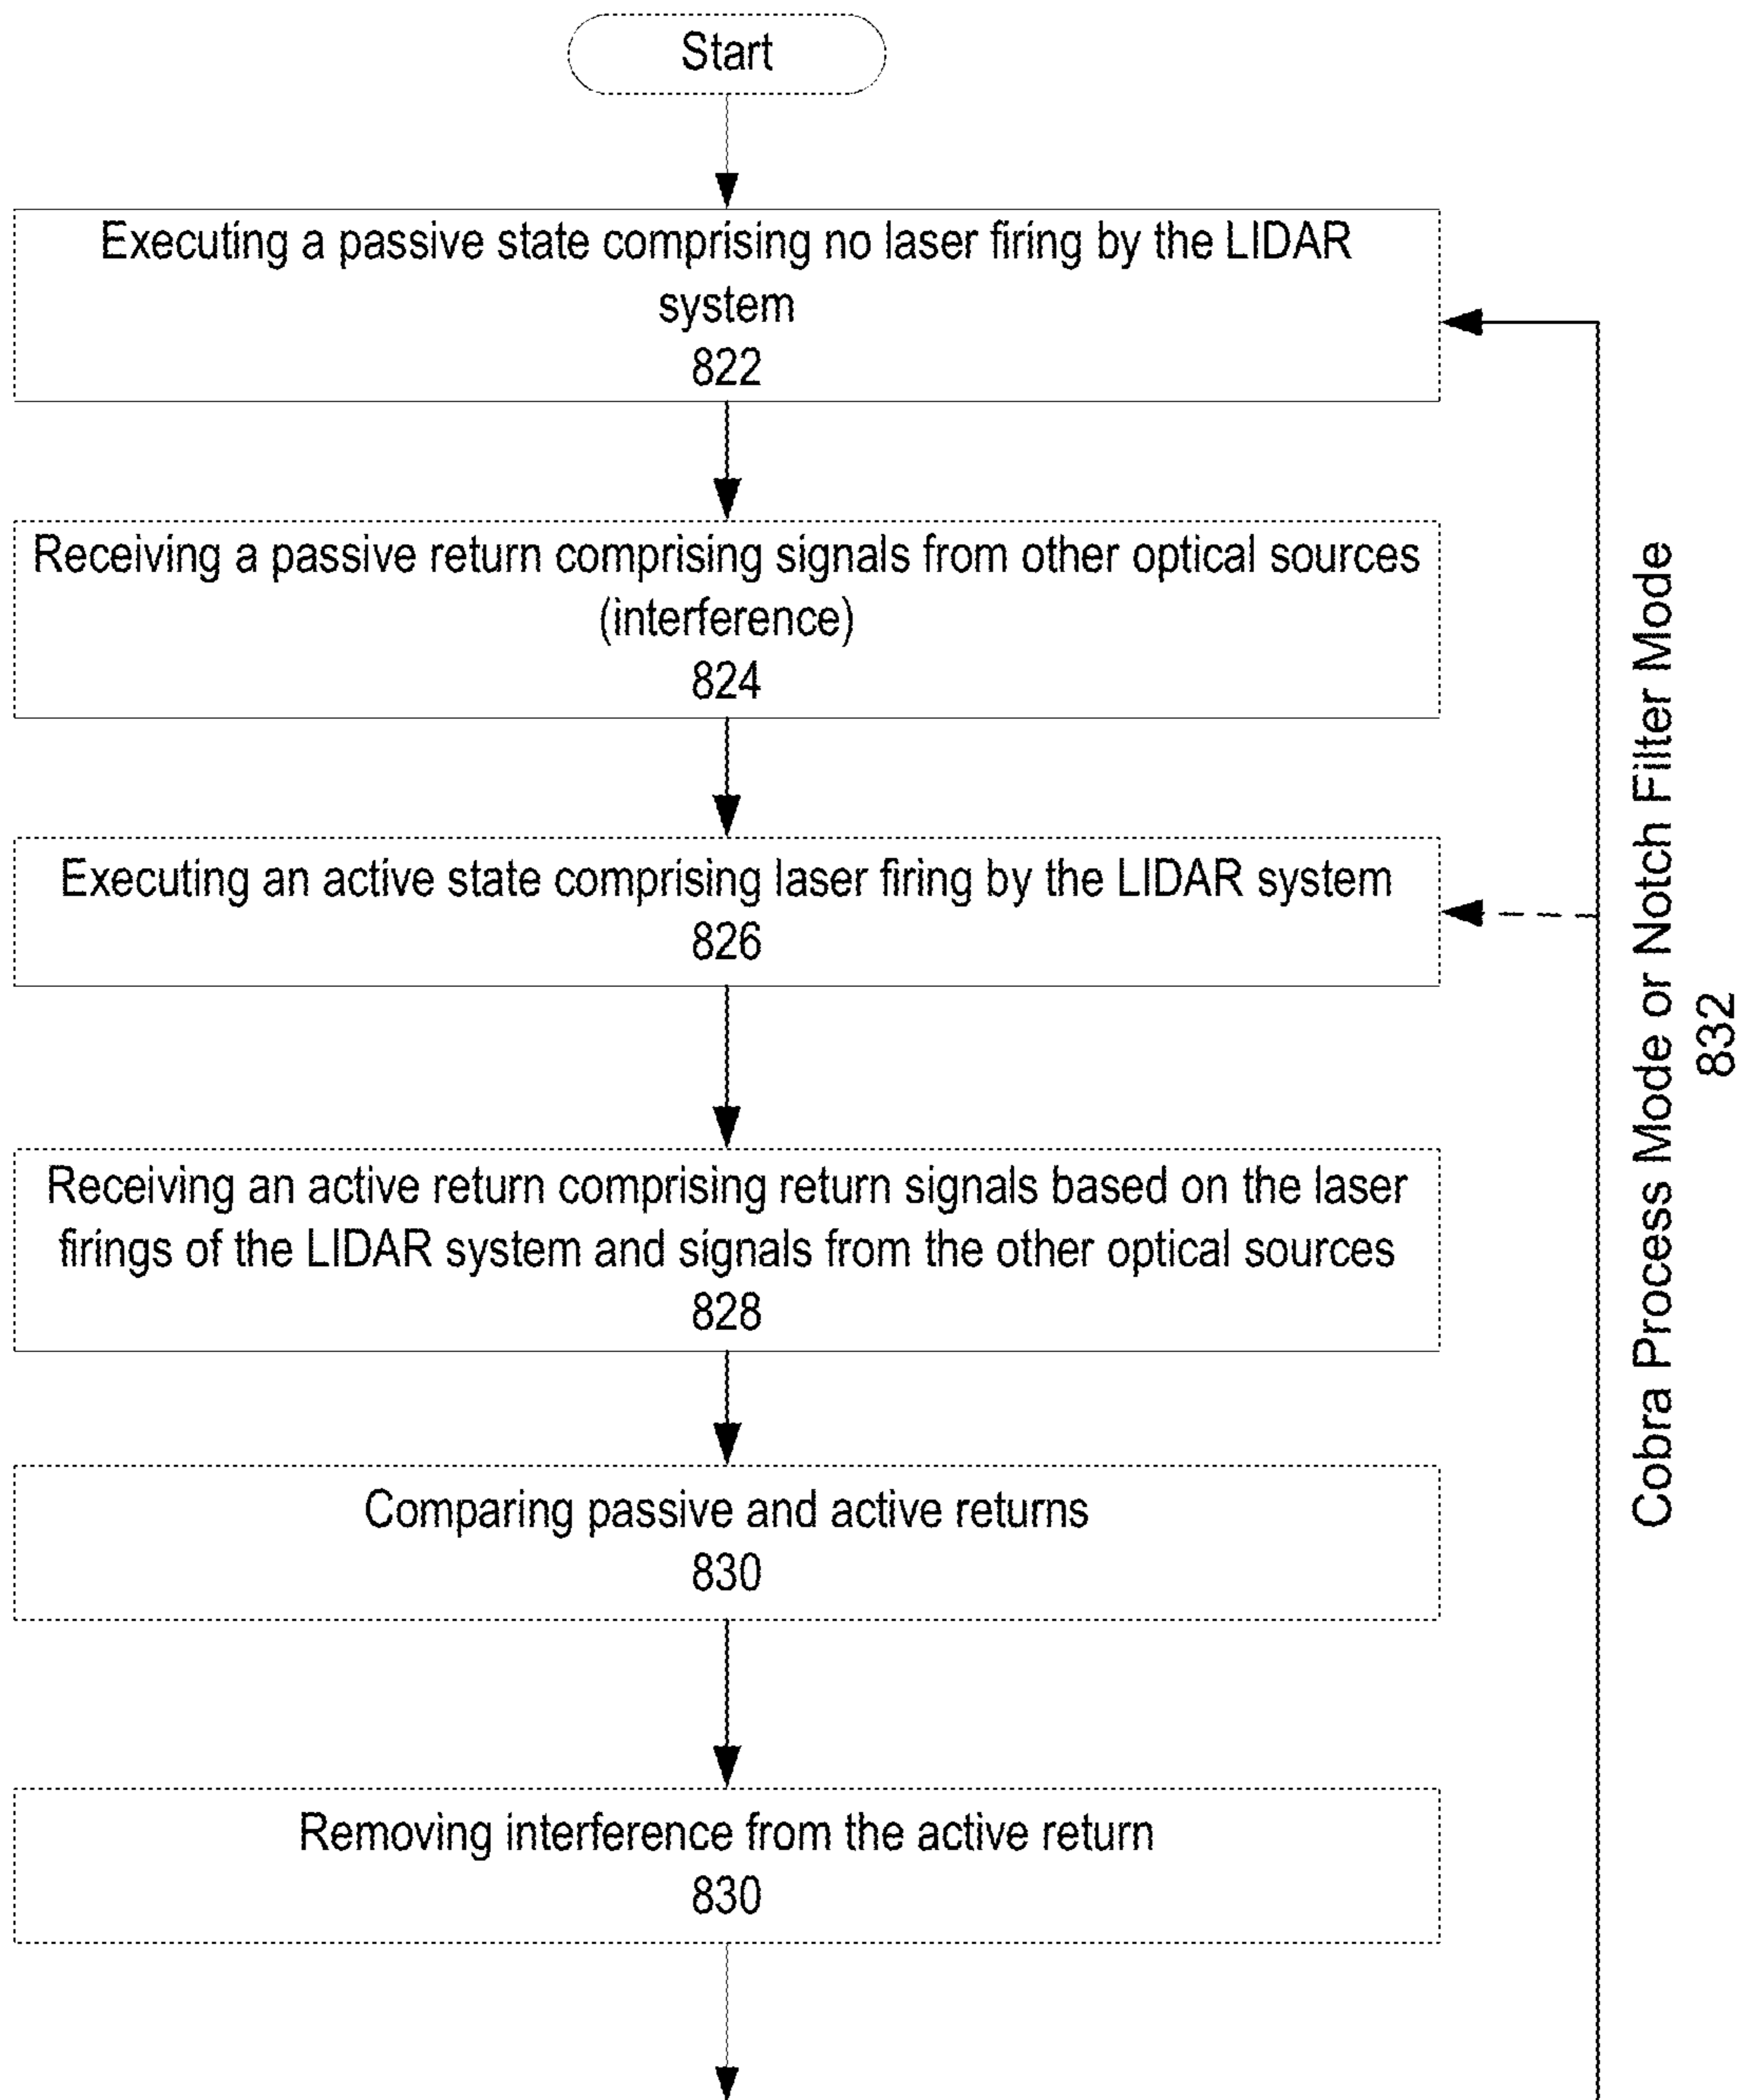 Start
Executing a passive state comprising no laser firing by the LIDAR
system
822
Receiving a passive return comprising signals from other optical sources
(interference)
824
Executing an active state comprising laser firing by the LIDAR system
826
Receiving an active return comprising return signals based on the laser
firings of the LIDAR system and signals from the other optical sources
828
Comparing passive and active returns
830
Removing interference from the active return
830
Cobra Process Mode or Notch Filter Mode
832